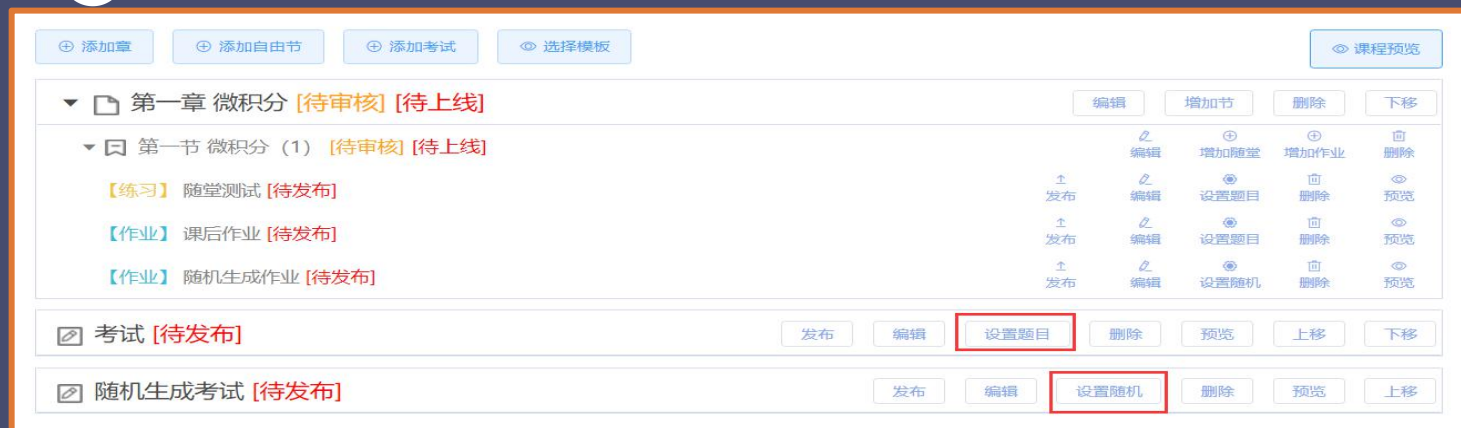 添加章 添加自由节 添加考试 选择模板 课程预览
第一章 微积分 [待审核] [待上线] 编辑 增加节 删除 下移
第一节 微积分 (1) [待审核] [待上线] 编辑 增加随堂 增加作业 删除
【练习】 随堂测试 [待发布] 发布 编辑 设置题目 删除 预览
【作业】 课后作业 [待发布] 发布 编辑 设置题目 删除 预览
【作业】 随机生成作业 [待发布] 发布 编辑 设置随机 删除 预览
考试 [待发布] 发布 编辑 设置题目 删除 预览 上移 下移
随机生成考试 [待发布] 发布 编辑 设置随机 删除 预览 上移